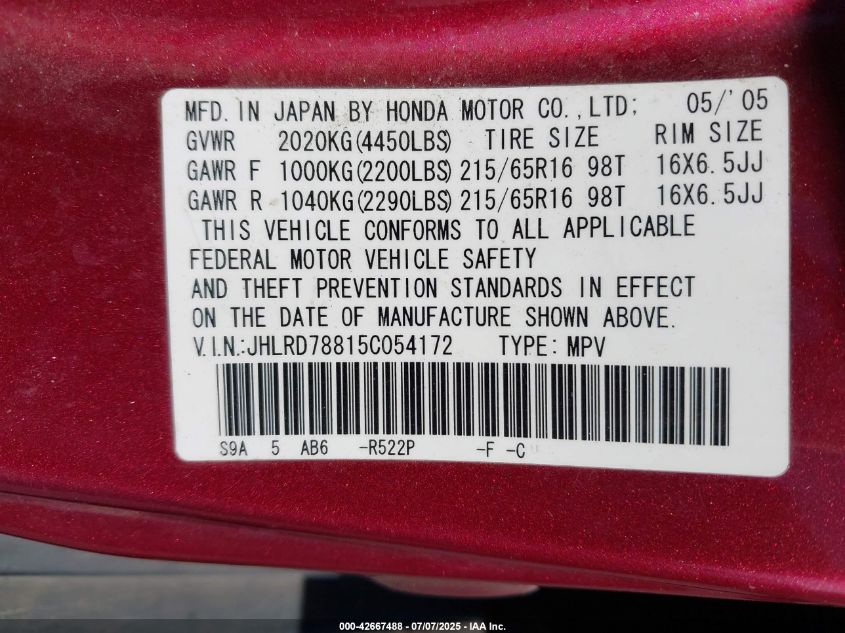 MFD. IN JAPAN BY HONDA MOTOR CO.,LTD; 05/'05
GVWR 2020KG(4450LBS) TIRE SIZE RIM SIZE
GAWR F 1000KG(2200LBS) 215/65R16 98T 16X6.5JJ
GAWR R 1040KG(2290LBS) 215/65R16 98T 16X6.5JJ
THIS VEHICLE CONFORMS TO ALL APPLICABLE
FEDERAL MOTOR VEHICLE SAFETY
AND THEFT PREVENTION STANDARDS IN EFFECT
ON THE DATE OF MANUFACTURE SHOWN ABOVE.
V.I.N.:JHLRD78815C054172 TYPE: MPV
S9A 5 AB6 -R522P -F -C
000-42667488 - 07/07/2025 - IAA Inc.